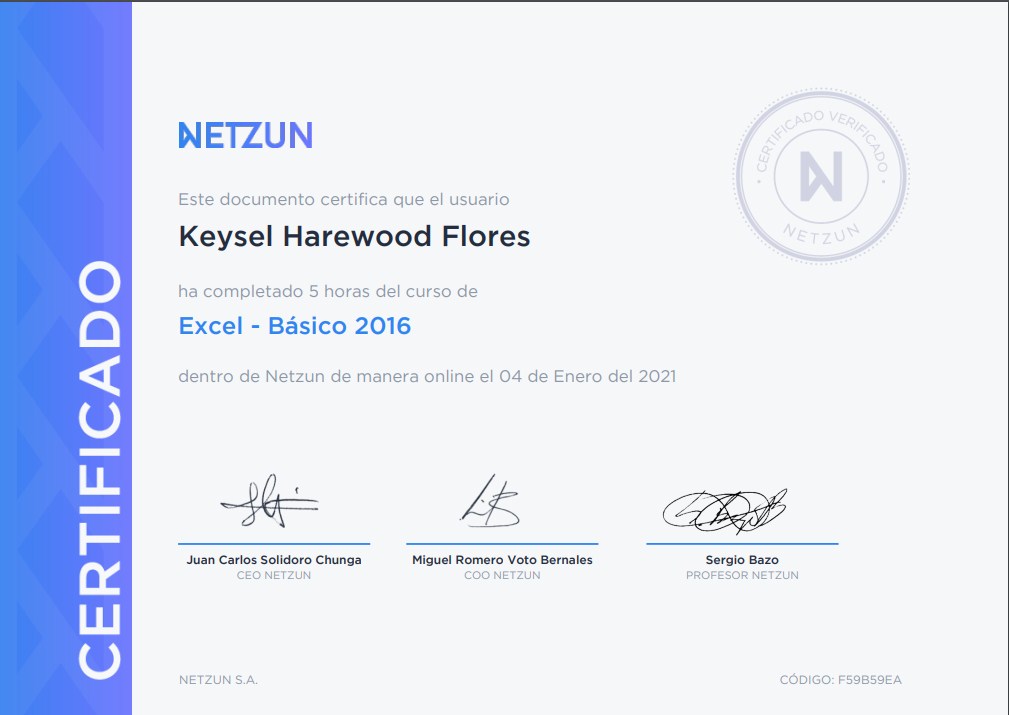 CERTIFICADO
NETZUN
CERTIFICADO VERIFICADO
N
NETZUN
Este documento certifica que el usuario
Keysel Harewood Flores
ha completado 5 horas del curso de
Excel - Básico 2016
dentro de Netzun de manera online el 04 de Enero del 2021
Juan Carlos Solidoro Chunga
CEO NETZUN
Miguel Romero Voto Bernales
COO NETZUN
Sergio Bazo
PROFESOR NETZUN
NETZUN S.A.
CÓDIGO: F59B59EA